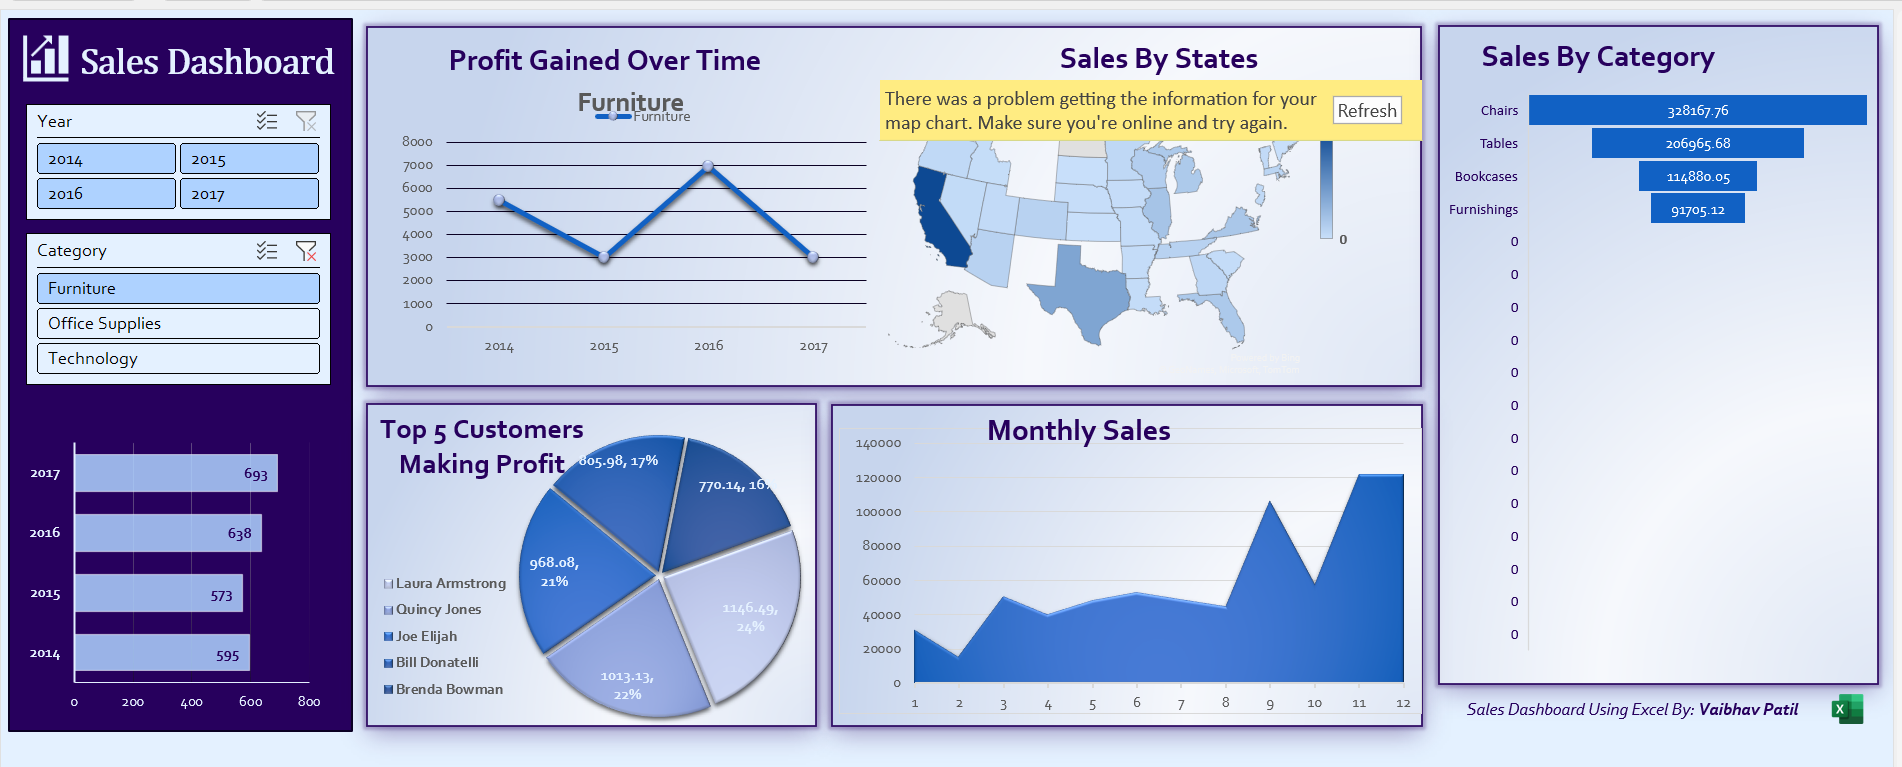 Sales Dashboard
Year
2014
2015
2016
2017
Category
Furniture
Office Supplies
Technology
2017
693
2016
638
2015
573
2014
595
0
200
400
600
800
Profit Gained Over Time
Furniture
Furniture
8000
7000
6000
5000
4000
3000
2000
1000
0
2014
2015
2016
2017
Sales By States
There was a problem getting the information for your
map chart. Make sure you're online and try again.
Refresh
0
Top 5 Customers
Making Profit
805.98, 17%
770.14, 16%
968.08,
21%
1146.49,
24%
1013.13,
22%
Laura Armstrong
Quincy Jones
Joe Elijah
Bill Donatelli
Brenda Bowman
Monthly Sales
140000
120000
100000
80000
60000
40000
20000
0
1
2
3
4
5
6
7
8
9
10
11
12
Sales By Category
Chairs
328167.76
Tables
206965.68
Bookcases
114880.05
Furnishings
91705.12
0
0
0
0
0
0
0
0
0
0
0
0
0
Sales Dashboard Using Excel By: Vaibhav Patil